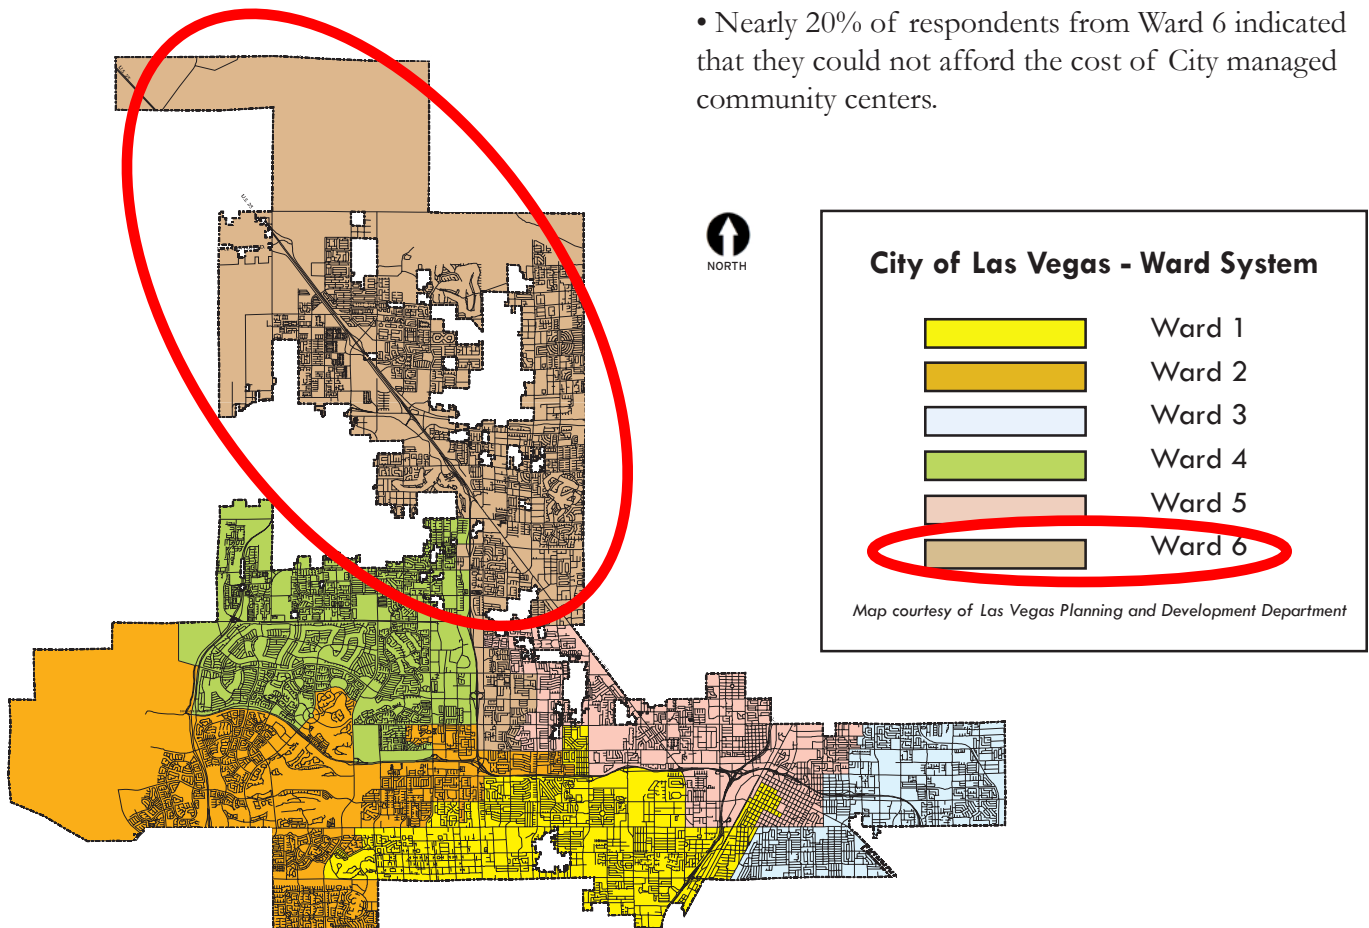 • Nearly 20% of respondents from Ward 6 indicated
that they could not afford the cost of City managed
community centers.
NORTH
City of Las Vegas - Ward System
Ward 1
Ward 2
Ward 3
Ward 4
Ward 5
Ward 6
Map courtesy of Las Vegas Planning and Development Department